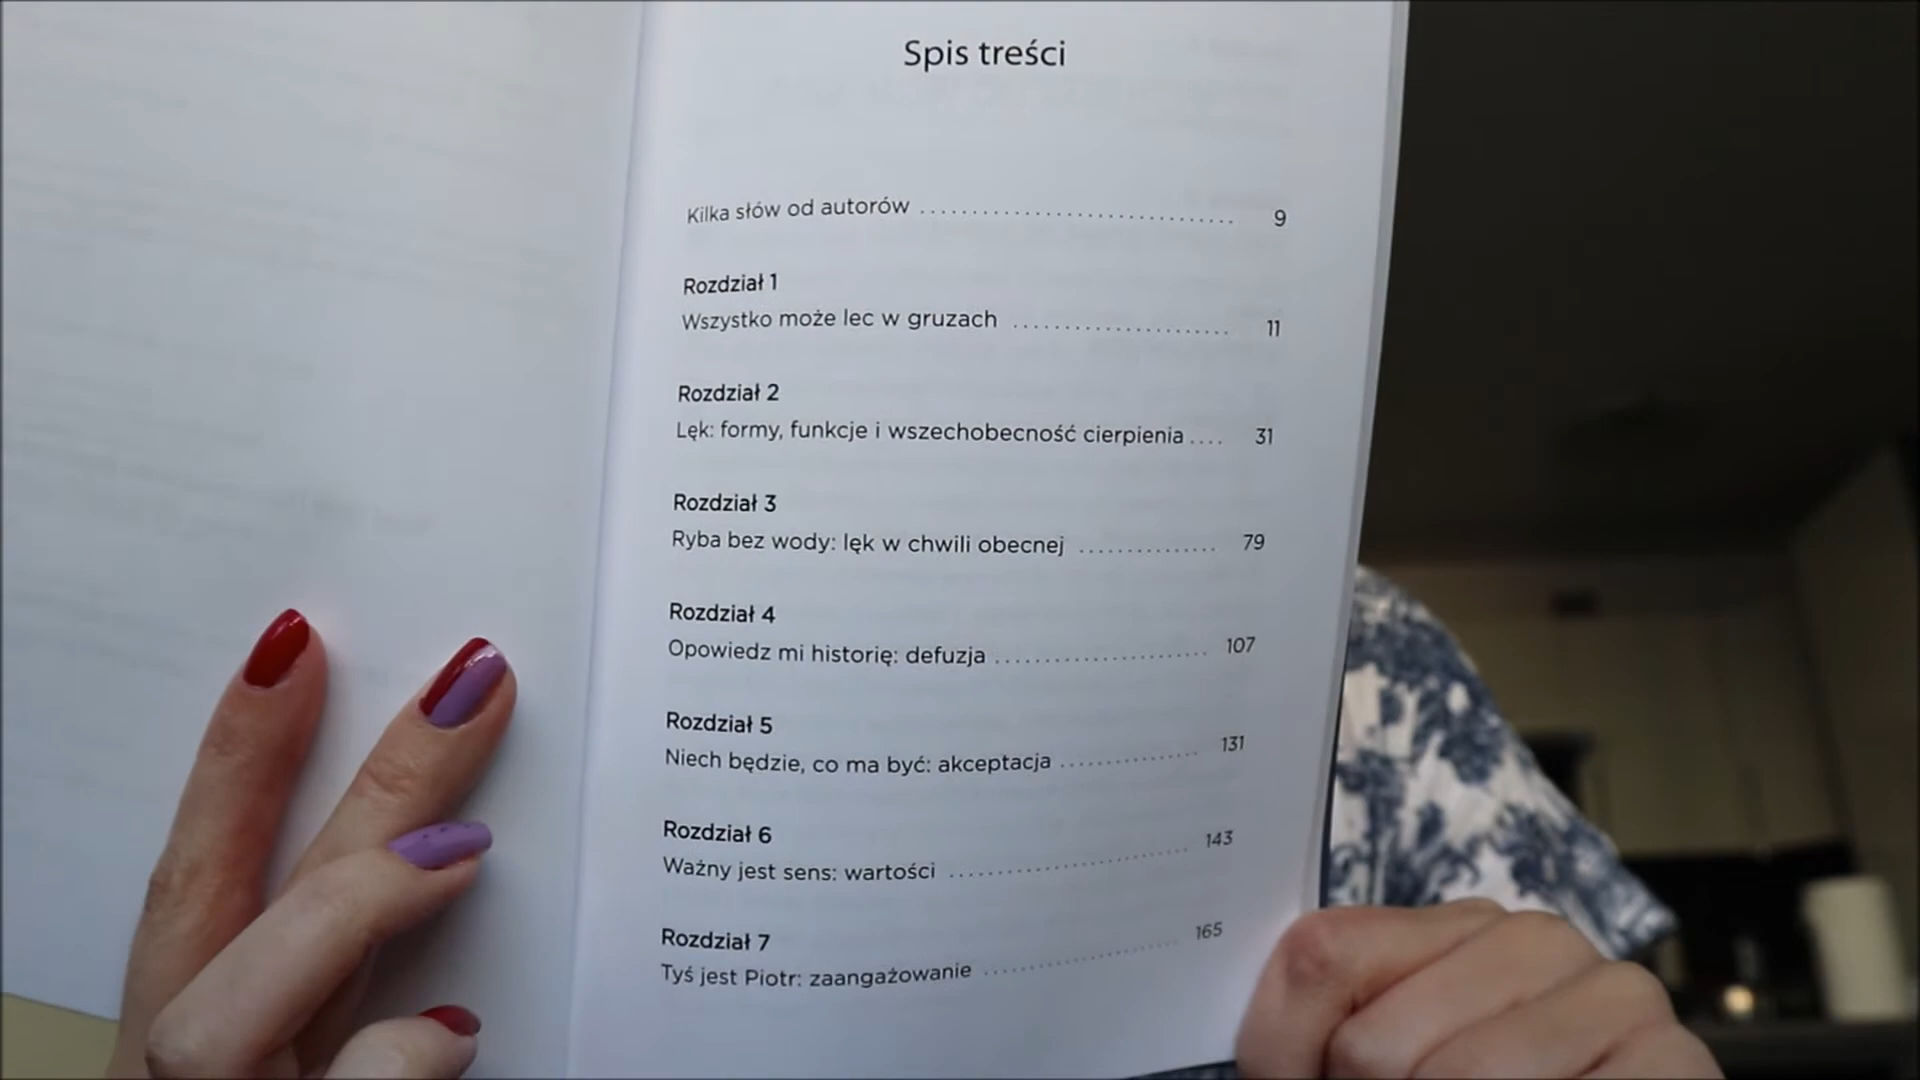 Spis treści
Kilka słów od autorów ................................ 9
Rozdział 1
Wszystko może lec w gruzach ...................... 11
Rozdział 2
Lęk: formy, funkcje i wszechobecność cierpienia .... 31
Rozdział 3
Ryba bez wody: lęk w chwili obecnej .............. 79
Rozdział 4
Opowiedz mi historię: defuzja ...................... 107
Rozdział 5
Niech będzie, co ma być: akceptacja .............. 131
Rozdział 6
Ważny jest sens: wartości ........................ 143
Rozdział 7
Tyś jest Piotr: zaangażowanie .................... 165